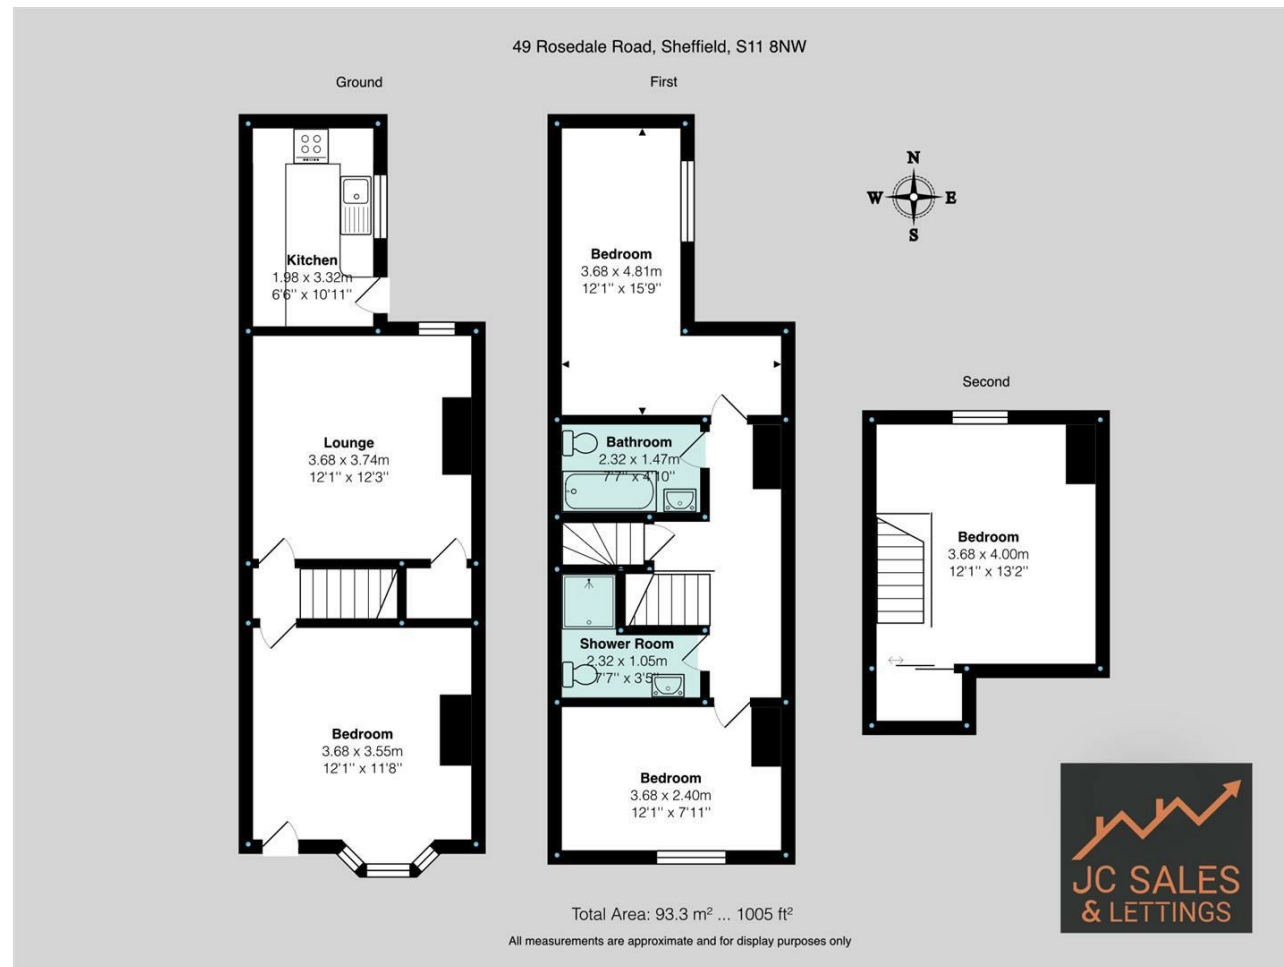 49 Rosedale Road, Sheffield, S11 8NW
Ground
First
Kitchen
1.98 x 3.32m
6'6'' x 10'11''
Lounge
3.68 x 3.74m
12'1'' x 12'3''
Bedroom
3.68 x 3.55m
12'1'' x 11'8''
Bedroom
3.68 x 4.81m
12'1'' x 15'9''
Bathroom
2.32 x 1.47m
7'7'' x 4'10''
Shower Room
2.32 x 1.05m
7'7'' x 3'5''
Bedroom
3.68 x 2.40m
12'1'' x 7'11''
N
W E
S
Second
Bedroom
3.68 x 4.00m
12'1'' x 13'2''
JC SALES
& LETTINGS
Total Area: 93.3 m² ... 1005 ft²
All measurements are approximate and for display purposes only